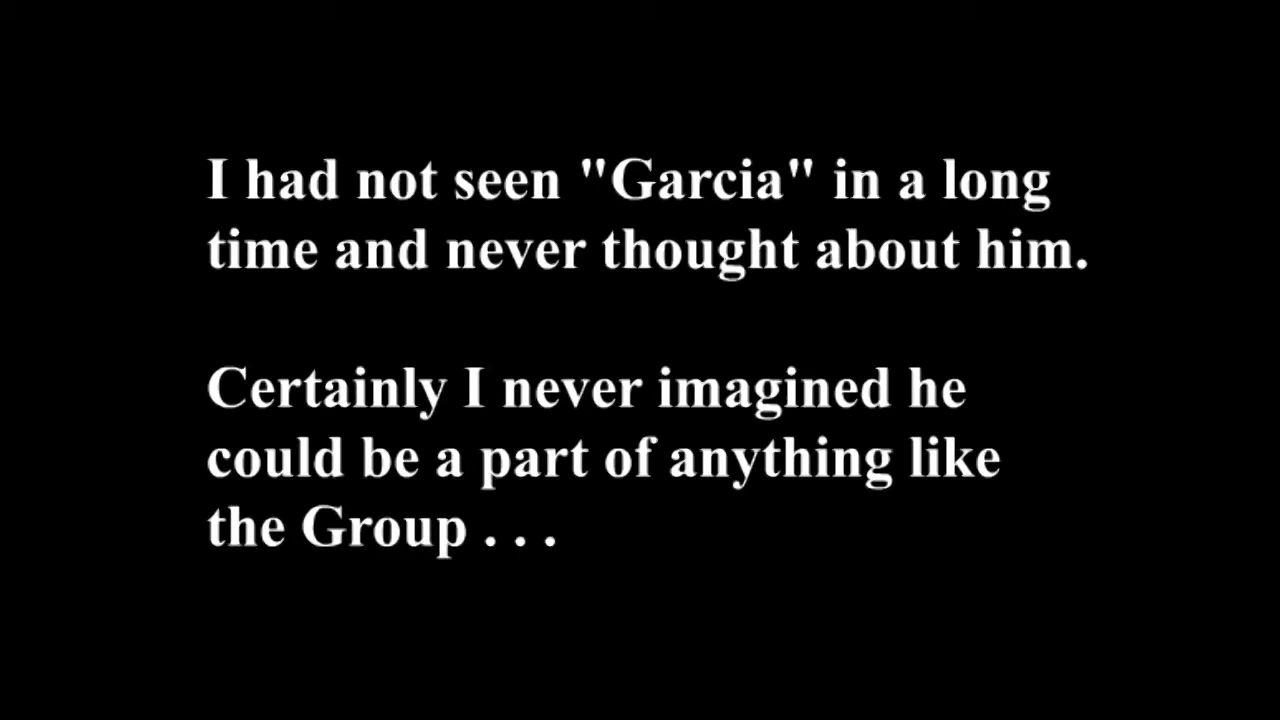 I had not seen "Garcia" in a long
time and never thought about him.
Certainly I never imagined he
could be a part of anything like
the Group . . .